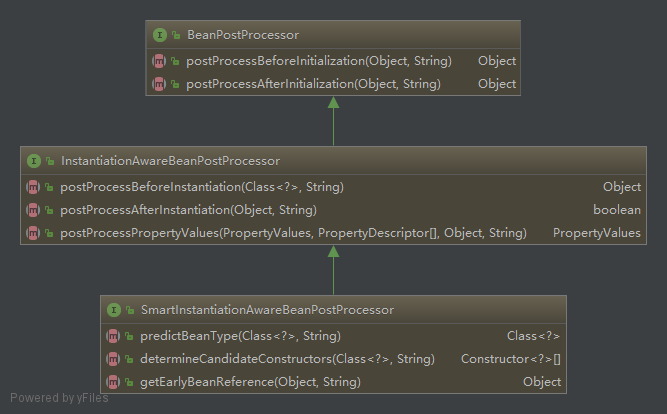 BeanPostProcessor
postProcessBeforeInitialization(Object, String) Object
postProcessAfterInitialization(Object, String) Object
InstantiationAwareBeanPostProcessor
postProcessBeforeInstantiation(Class<?>, String) Object
postProcessAfterInstantiation(Object, String) boolean
postProcessPropertyValues(PropertyValues, PropertyDescriptor[], Object, String) PropertyValues
SmartInstantiationAwareBeanPostProcessor
predictBeanType(Class<?>, String) Class<?>
determineCandidateConstructors(Class<?>, String) Constructor<?>[]
getEarlyBeanReference(Object, String) Object
Powered by yFiles